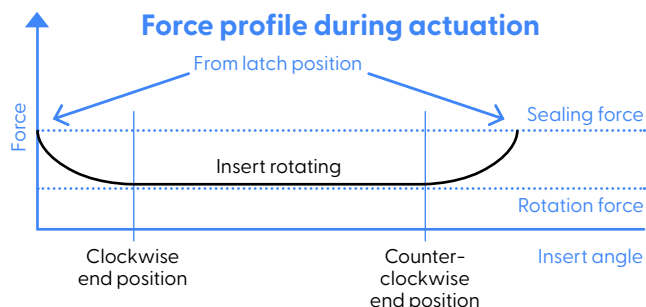 Force profile during actuation
From latch position
Force
Sealing force
Insert rotating
Rotation force
Clockwise
end position
Counter-
clockwise
end position
Insert angle